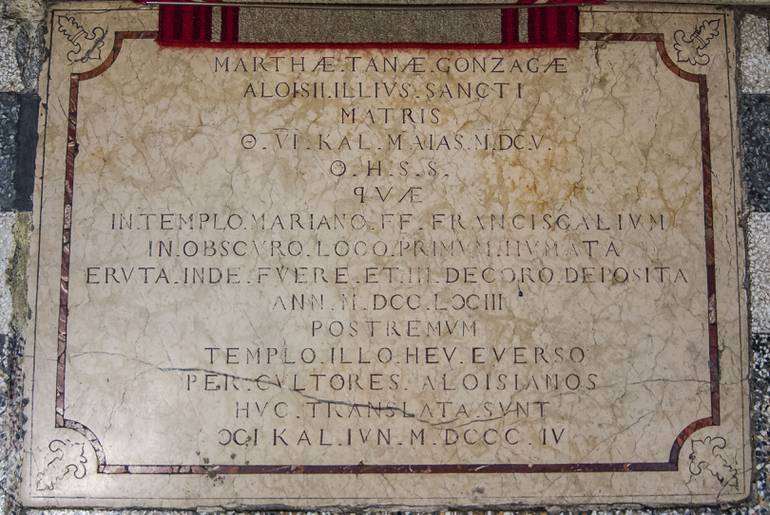 MARTHÆ.TANÆ.GONZAGÆ
ALOISII.ILLIVS.SANCTI
MATRIS
Θ.VI.KAL.MAIAS.M.DC.V.
O.H.S.S.
QVÆ
IN.TEMPLO.MARIANO.FF.FRANCISCALIVM
IN.OBSCVRO.LOCO.PRIMVM.HVMATA
ERVTA.INDE.FVERE.ET.IN.DECORO.DEPOSITA
ANN.M.DCC.LƆCIII
POSTREMVM
TEMPLO.ILLO.HEV.EVERSO
PER.CVLTORES.ALOISIANOS
HVC.TRANSLATA.SVNT
ƆCI KAL.IVN.M.DCCC.IV